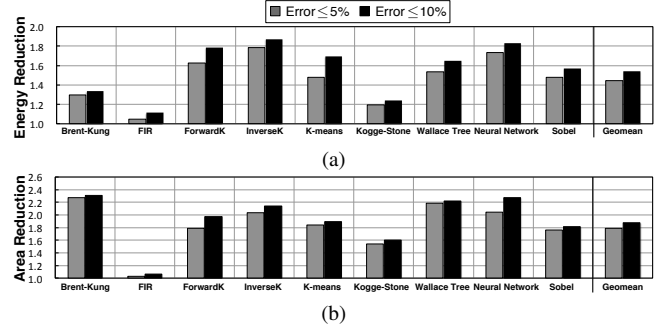 Error ≤5% Error ≤10%
Energy Reduction
2.0
1.8
1.6
1.4
1.2
1.0
Brent-Kung FIR ForwardK InverseK K-means Kogge-Stone Wallace Tree Neural Network Sobel Geomean
(a)
Area Reduction
2.6
2.4
2.2
2.0
1.8
1.6
1.4
1.2
1.0
Brent-Kung FIR ForwardK InverseK K-means Kogge-Stone Wallace Tree Neural Network Sobel Geomean
(b)